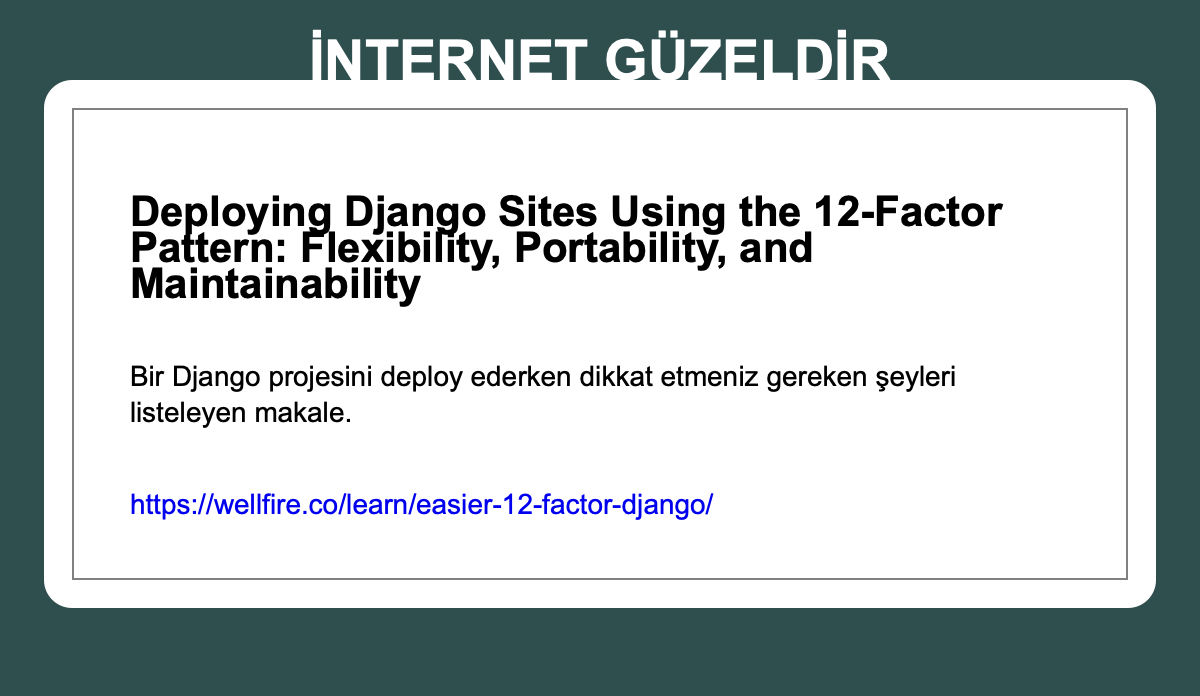 İNTERNET GÜZELDİR
Deploying Django Sites Using the 12-Factor
Pattern: Flexibility, Portability, and
Maintainability
Bir Django projesini deploy ederken dikkat etmeniz gereken şeyleri
listeleyen makale.
https://wellfire.co/learn/easier-12-factor-django/